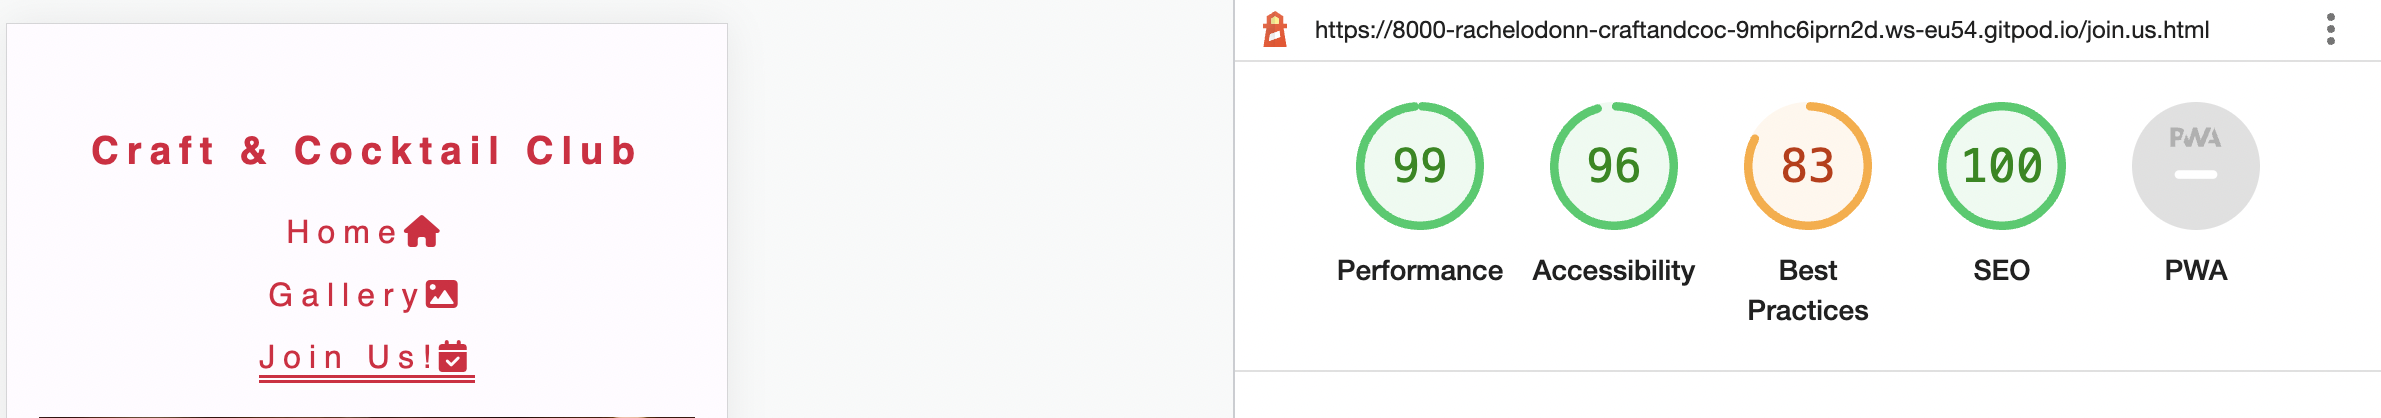 Craft & Cocktail Club
Home
Gallery
Join Us!
https://8000-rachelodonn-craftandcoc-9mhc6iprn2d.ws-eu54.gitpod.io/join.us.html
99
96
83
100
PWA
Performance
Accessibility
Best
Practices
SEO
PWA